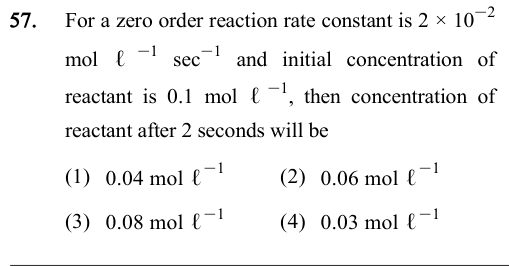 57. For a zero order reaction rate constant is 2 × 10⁻²
mol ℓ ⁻¹ sec⁻¹ and initial concentration of
reactant is 0.1 mol ℓ ⁻¹, then concentration of
reactant after 2 seconds will be
(1) 0.04 mol ℓ⁻¹ (2) 0.06 mol ℓ⁻¹
(3) 0.08 mol ℓ⁻¹ (4) 0.03 mol ℓ⁻¹